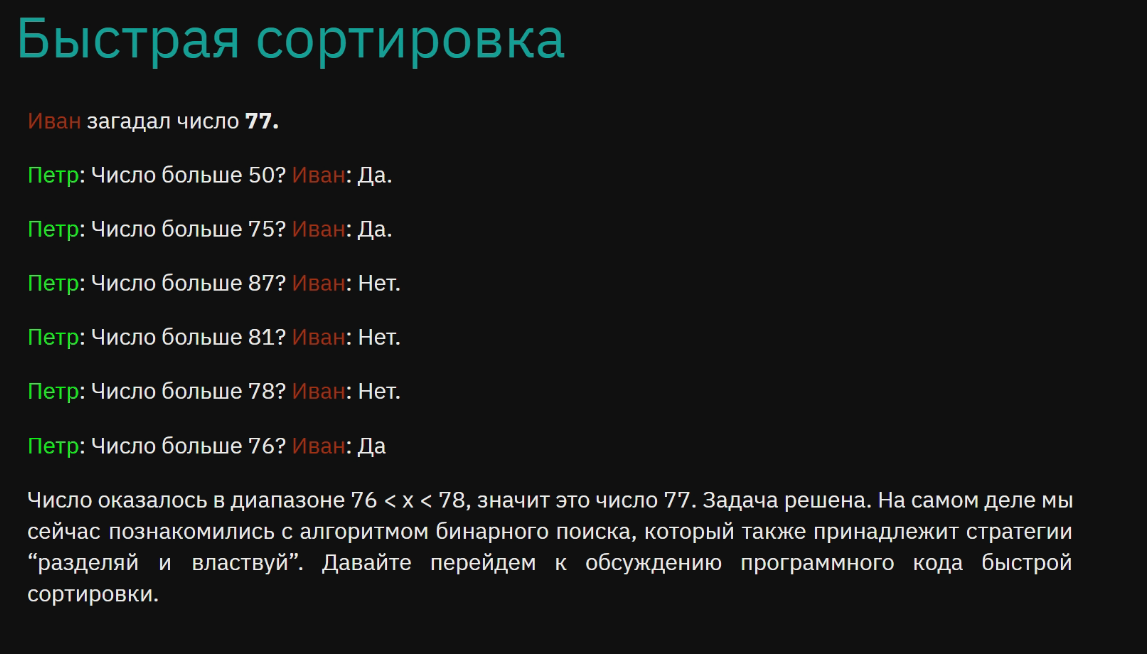 Быстрая сортировка
Иван загадал число 77.
Петр: Число больше 50? Иван: Да.
Петр: Число больше 75? Иван: Да.
Петр: Число больше 87? Иван: Нет.
Петр: Число больше 81? Иван: Нет.
Петр: Число больше 78? Иван: Нет.
Петр: Число больше 76? Иван: Да
Число оказалось в диапазоне 76 < x < 78, значит это число 77. Задача решена. На самом деле мы
сейчас познакомились с алгоритмом бинарного поиска, который также принадлежит стратегии
“разделяй и властвуй”. Давайте перейдем к обсуждению программного кода быстрой
сортировки.